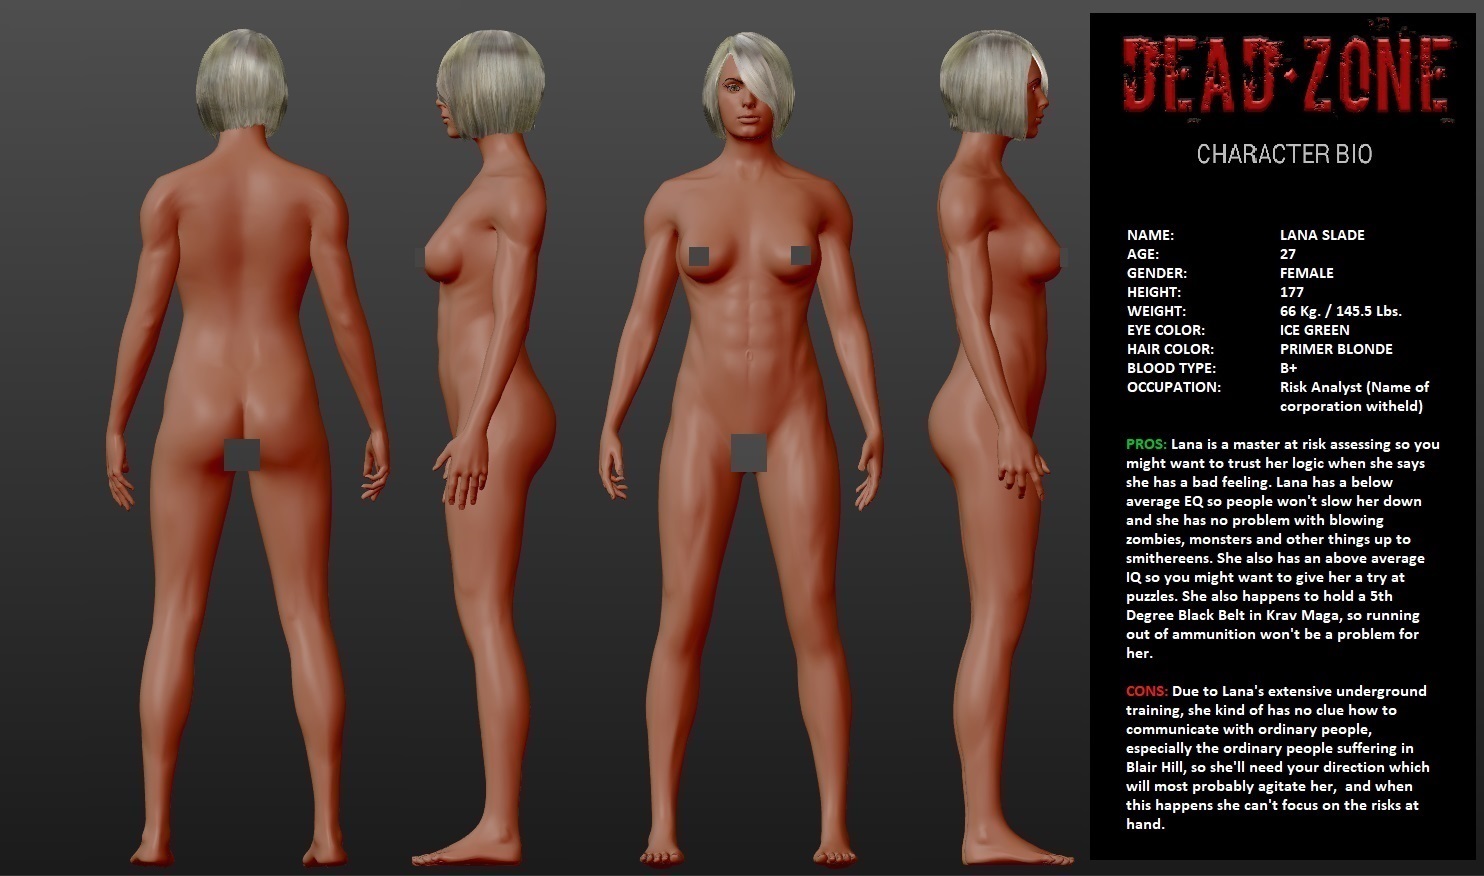 DEAD·ZONE
CHARACTER BIO
NAME: LANA SLADE
AGE: 27
GENDER: FEMALE
HEIGHT: 177
WEIGHT: 66 Kg. / 145.5 Lbs.
EYE COLOR: ICE GREEN
HAIR COLOR: PRIMER BLONDE
BLOOD TYPE: B+
OCCUPATION: Risk Analyst (Name of
corporation witheld)
PROS: Lana is a master at risk assessing so you
might want to trust her logic when she says
she has a bad feeling. Lana has a below
average EQ so people won't slow her down
and she has no problem with blowing
zombies, monsters and other things up to
smithereens. She also has an above average
IQ so you might want to give her a try at
puzzles. She also happens to hold a 5th
Degree Black Belt in Krav Maga, so running
out of ammunition won't be a problem for
her.
CONS: Due to Lana's extensive underground
training, she kind of has no clue how to
communicate with ordinary people,
especially the ordinary people suffering in
Blair Hill, so she'll need your direction which
will most probably agitate her,  and when
this happens she can't focus on the risks at
hand.